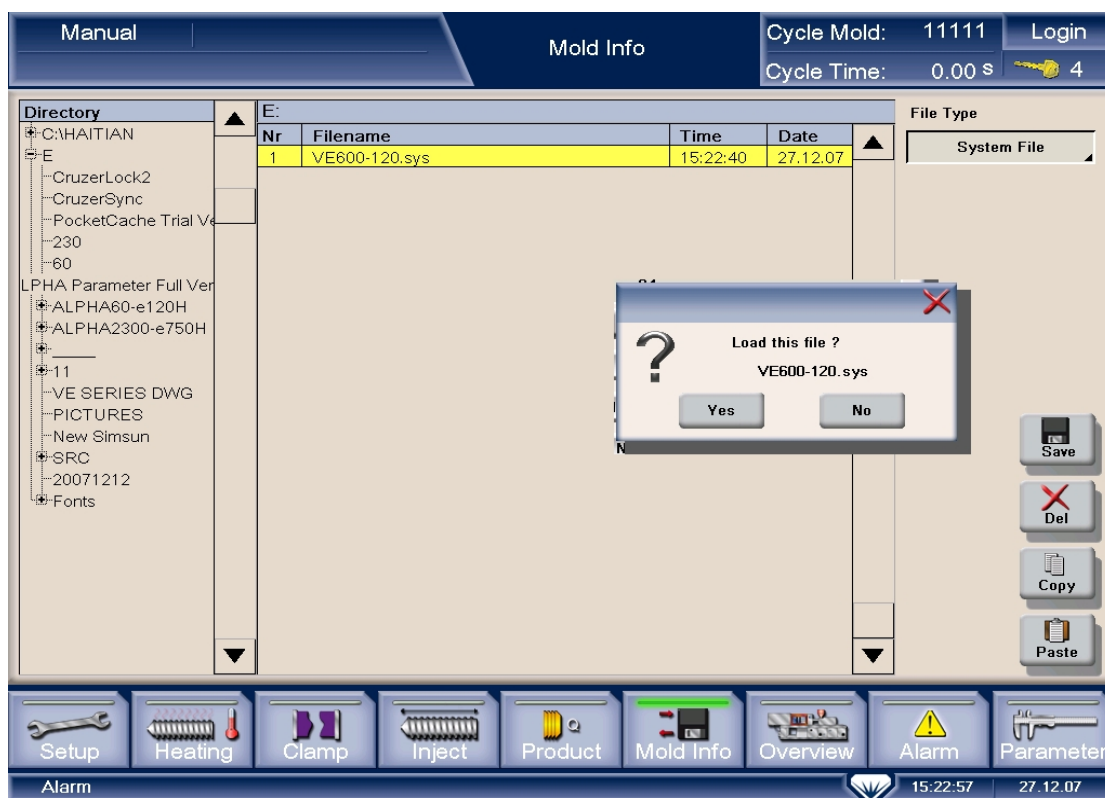 Manual
Mold Info
Cycle Mold: 11111
Login
Cycle Time: 0.00 s
4
Directory
C:\HAITIAN
E
CruzerLock2
CruzerSync
PocketCache Trial Ve
230
60
LPHA Parameter Full Ver
ALPHA60-e120H
ALPHA2300-e750H
_____
11
VE SERIES DWG
PICTURES
New Simsun
SRC
20071212
Fonts
E:
Nr Filename Time Date
1 VE600-120.sys 15:22:40 27.12.07
File Type
System File
Load this file ?
VE600-120.sys
Yes No
N
Save
Del
Copy
Paste
Setup Heating Clamp Inject Product Mold Info Overview Alarm Parameter
Alarm 15:22:57 27.12.07